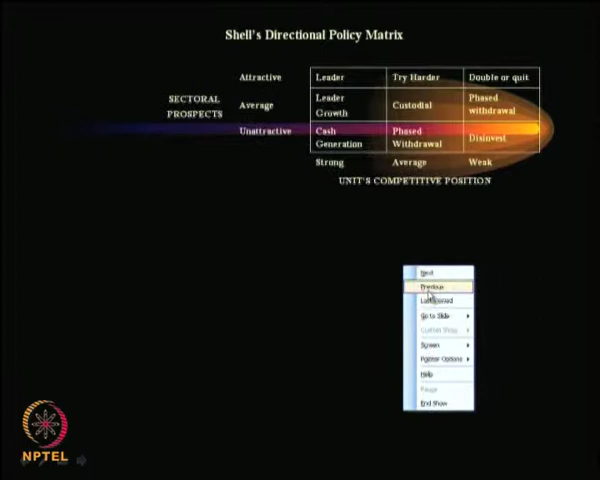 Shell's Directional Policy Matrix
Attractive Leader Try Harder Double or quit
SECTORAL PROSPECTS Average Leader Growth Custodial Phased withdrawal
Unattractive Cash Generation Phased Withdrawal Disinvest
Strong Average Weak
UNIT'S COMPETITIVE POSITION
Next
Previous
Last Viewed
Go to Slide
Custom Show
Screen
Pointer Options
Help
Pause
End Show
NPTEL